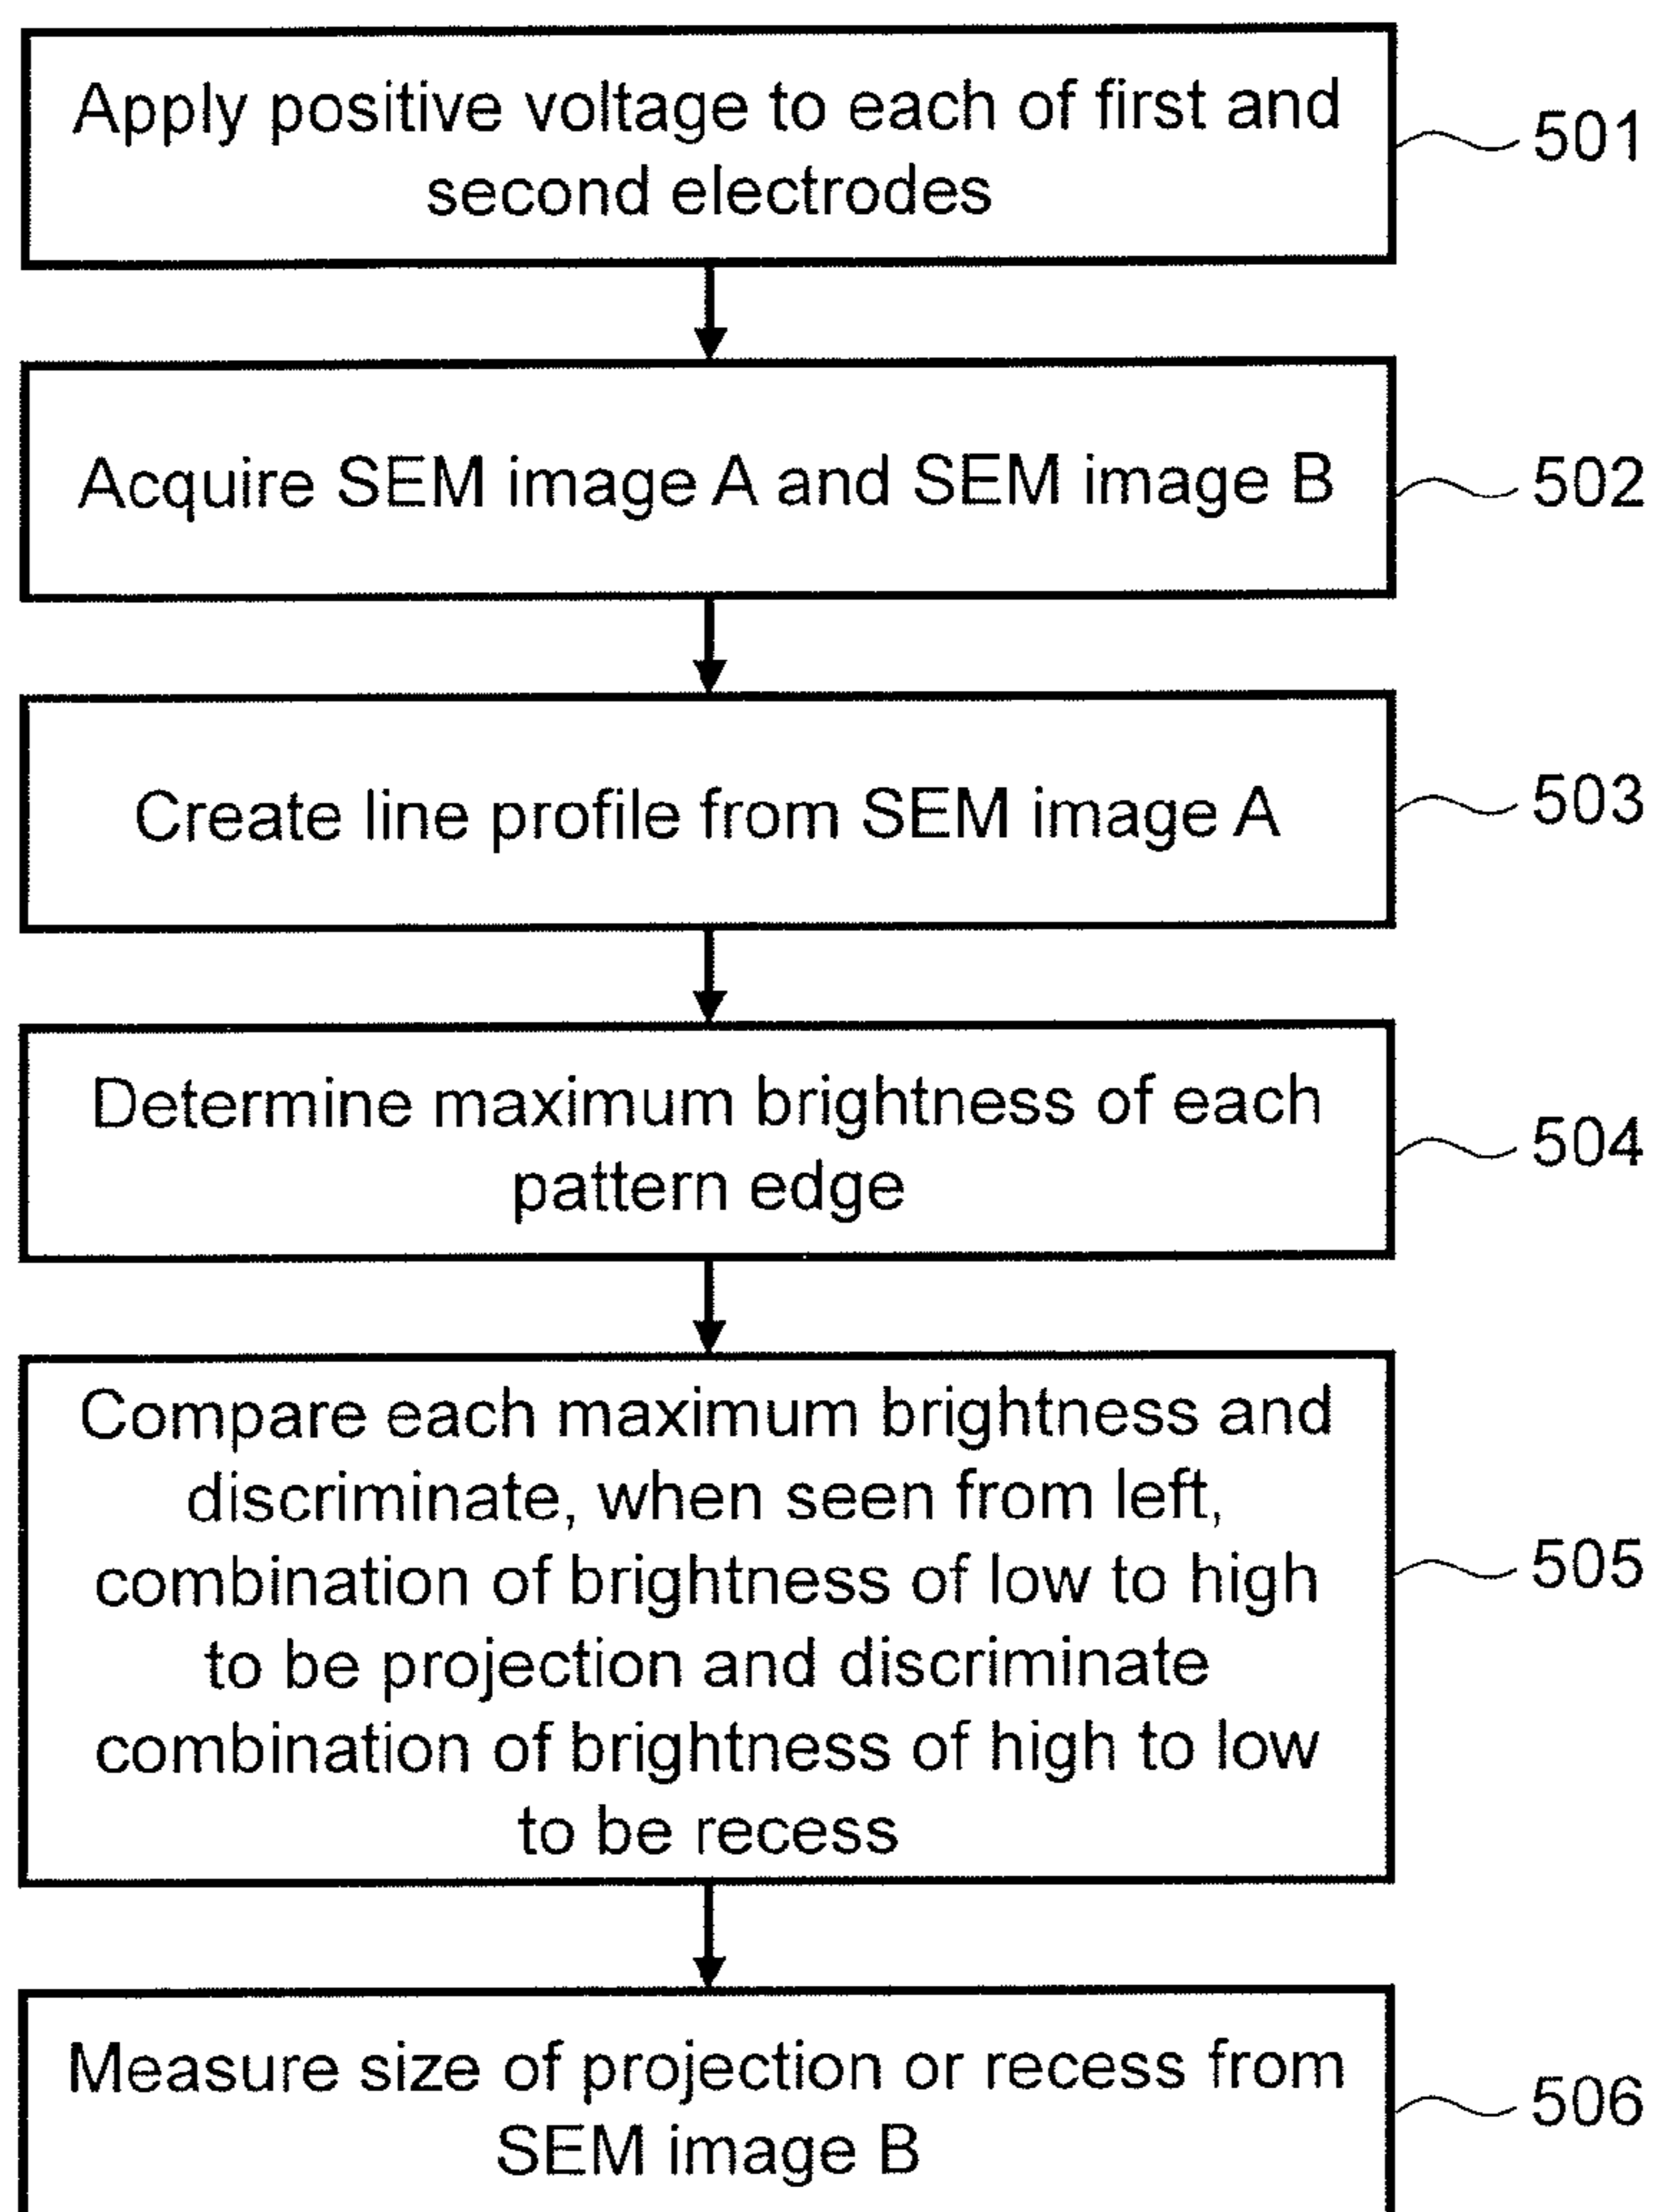 Apply positive voltage to each of first and
second electrodes
501
Acquire SEM image A and SEM image B
502
Create line profile from SEM image A
503
Determine maximum brightness of each
pattern edge
504
Compare each maximum brightness and
discriminate, when seen from left,
combination of brightness of low to high
to be projection and discriminate
combination of brightness of high to low
to be recess
505
Measure size of projection or recess from
SEM image B
506